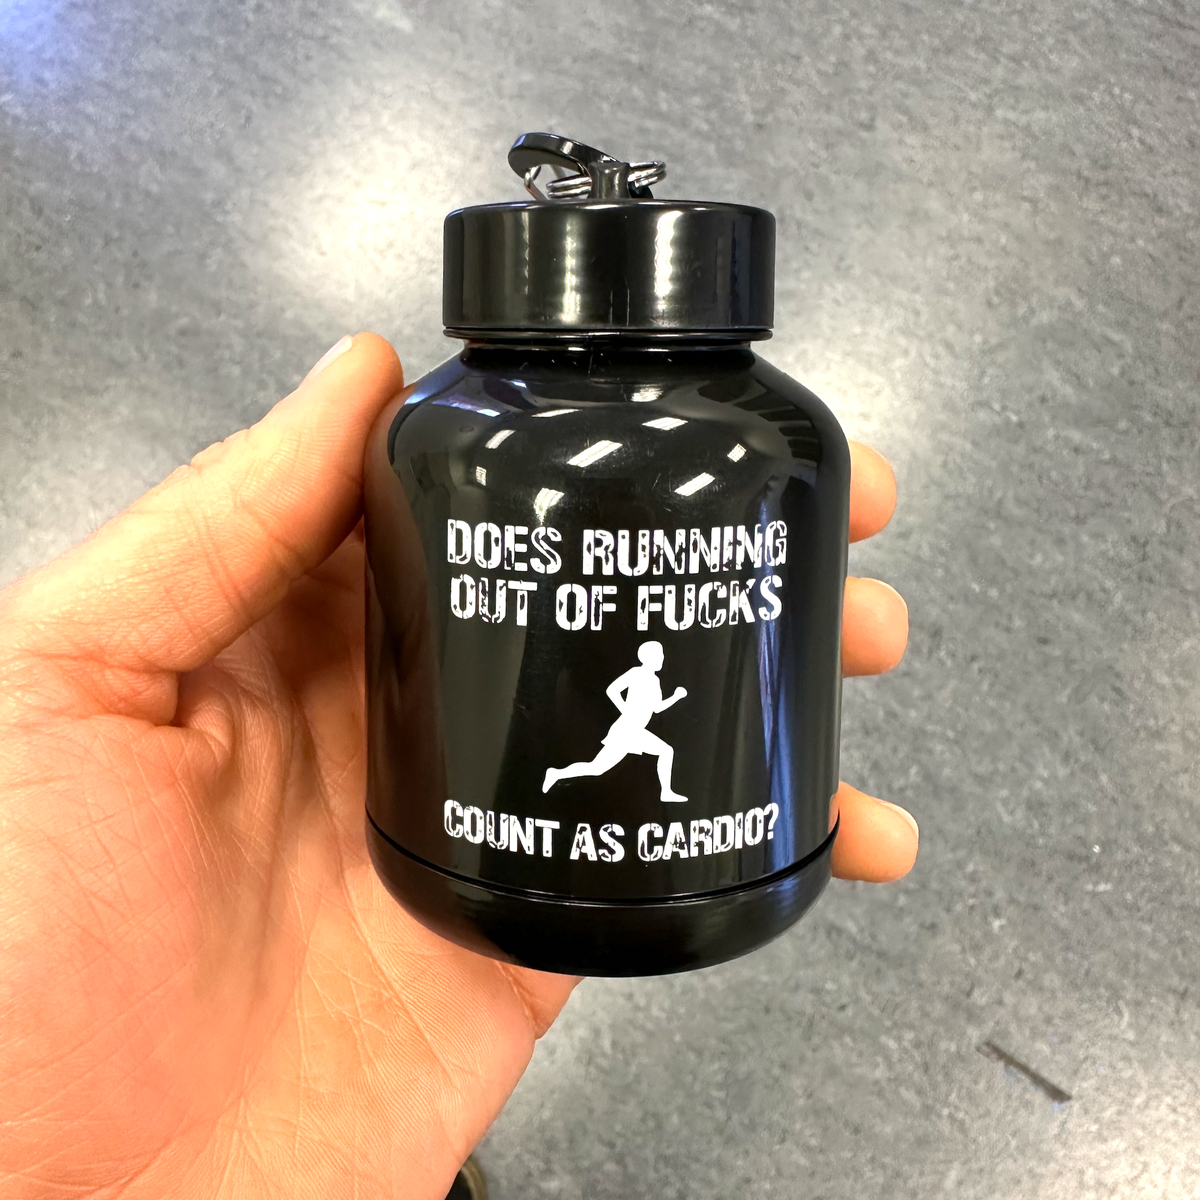 DOES RUNNING
OUT OF FUCKS
COUNT AS CARDIO?